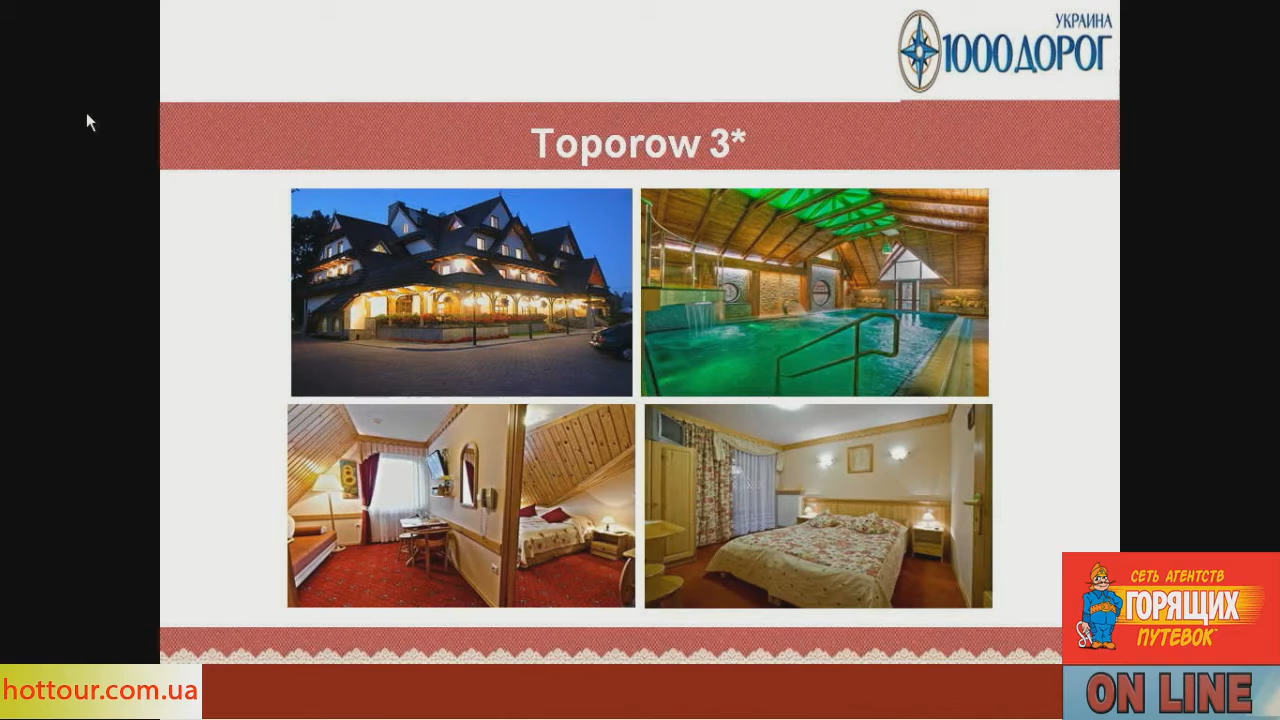 УКРАИНА
1000 ДОРОГ
Toporow 3*
СЕТЬ АГЕНТСТВ
ГОРЯЩИХ
ПУТЕВОК
hottour.com.ua
ON LINE